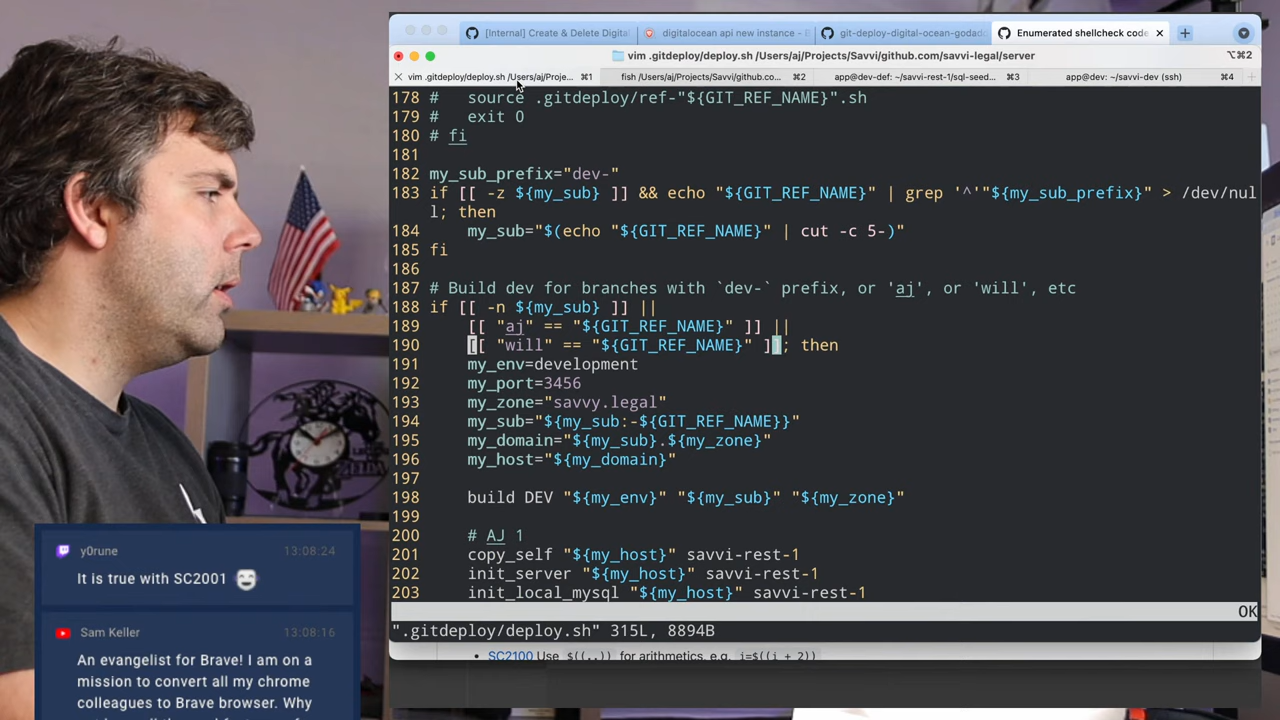 [Internal] Create & Delete Digital
digitalocean api new instance - B
git-deploy-digital-ocean-godad
Enumerated shellcheck code
vim .gitdeploy/deploy.sh /Users/aj/Projects/Savvi/github.com/savvi-legal/server
⌥⌘2
vim .gitdeploy/deploy.sh /Users/aj/Proje... ⌘1
fish /Users/aj/Projects/Savvi/github.co... ⌘2
app@dev-def: ~/savvi-rest-1/sql-seed... ⌘3
app@dev: ~/savvi-dev (ssh) ⌘4
178 #   source .gitdeploy/ref-"${GIT_REF_NAME}".sh
179 #   exit 0
180 # fi
181
182 my_sub_prefix="dev-"
183 if [[ -z ${my_sub} ]] && echo "${GIT_REF_NAME}" | grep '^'"${my_sub_prefix}" > /dev/nul
l; then
184     my_sub="$(echo "${GIT_REF_NAME}" | cut -c 5-)"
185 fi
186
187 # Build dev for branches with `dev-` prefix, or 'aj', or 'will', etc
188 if [[ -n ${my_sub} ]] ||
189     [[ "aj" == "${GIT_REF_NAME}" ]] ||
190     [[ "will" == "${GIT_REF_NAME}" ]]; then
191     my_env=development
192     my_port=3456
193     my_zone="savvy.legal"
194     my_sub="${my_sub:-${GIT_REF_NAME}}"
195     my_domain="${my_sub}.${my_zone}"
196     my_host="${my_domain}"
197
198     build DEV "${my_env}" "${my_sub}" "${my_zone}"
199
200     # AJ 1
201     copy_self "${my_host}" savvi-rest-1
202     init_server "${my_host}" savvi-rest-1
203     init_local_mysql "${my_host}" savvi-rest-1
OK
".gitdeploy/deploy.sh" 315L, 8894B
SC2100 Use $((..)) for arithmetics, e.g. i=$((i + 2))
y0rune 13:08:24
It is true with SC2001
Sam Keller 13:08:16
An evangelist for Brave! I am on a
mission to convert all my chrome
colleagues to Brave browser. Why